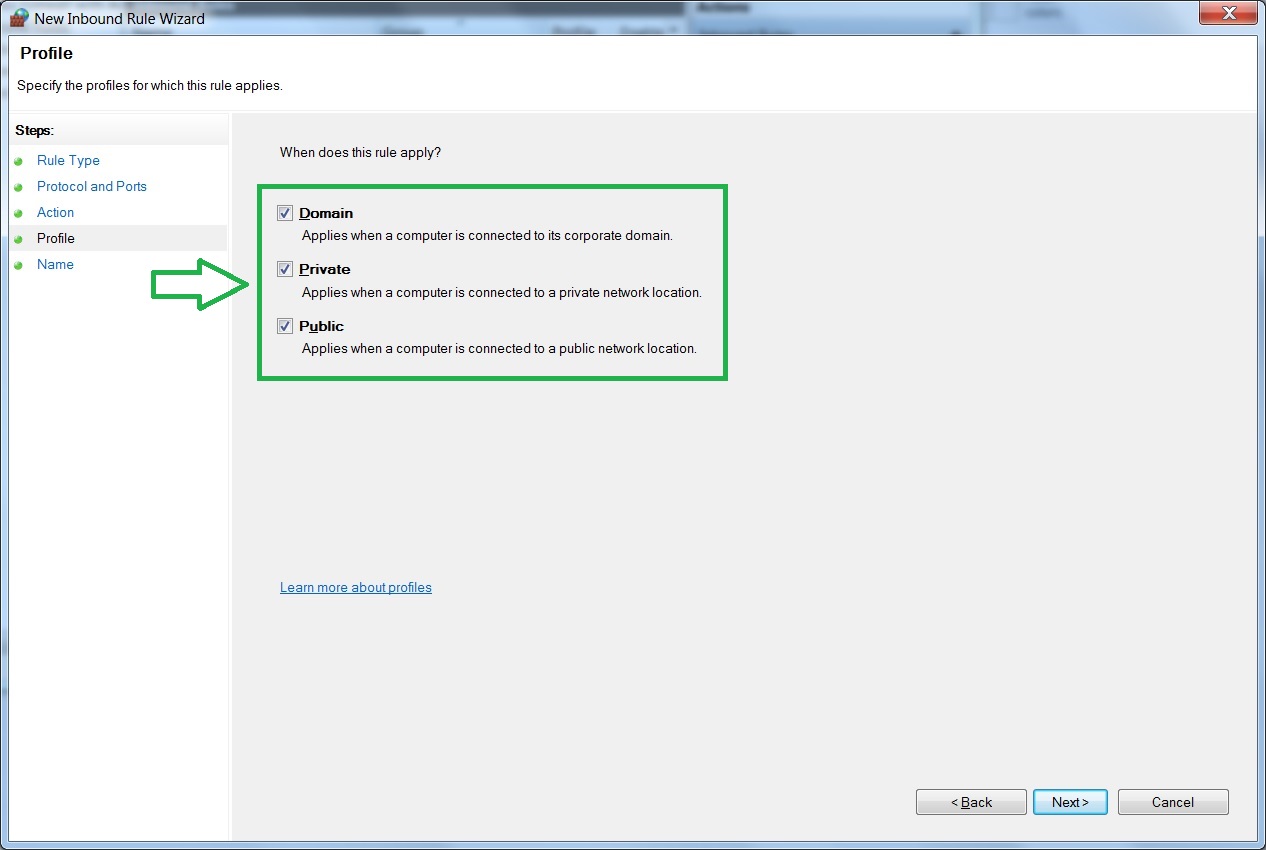 New Inbound Rule Wizard
Actions
Profile
Specify the profiles for which this rule applies.
Steps:
Rule Type
Protocol and Ports
Action
Profile
Name
When does this rule apply?
Domain
Applies when a computer is connected to its corporate domain.
Private
Applies when a computer is connected to a private network location.
Public
Applies when a computer is connected to a public network location.
Learn more about profiles
< Back
Next >
Cancel